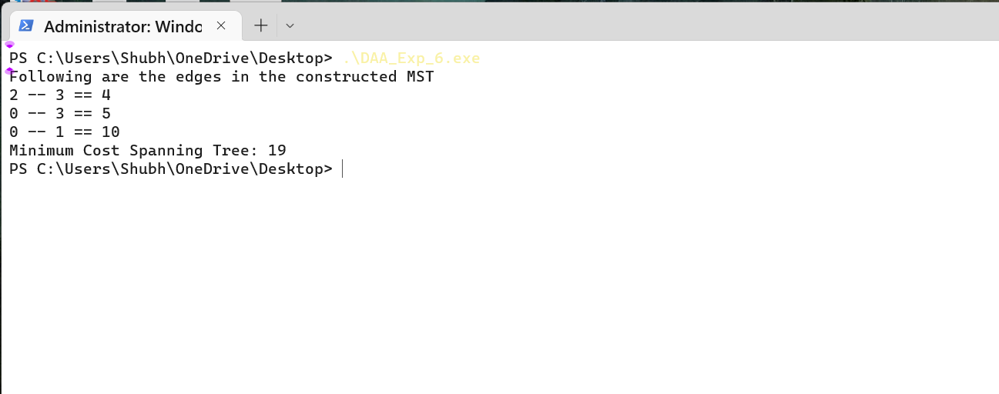 Administrator: Windo
PS C:\Users\Shubh\OneDrive\Desktop> .\DAA_Exp_6.exe
Following are the edges in the constructed MST
2 -- 3 == 4
0 -- 3 == 5
0 -- 1 == 10
Minimum Cost Spanning Tree: 19
PS C:\Users\Shubh\OneDrive\Desktop>